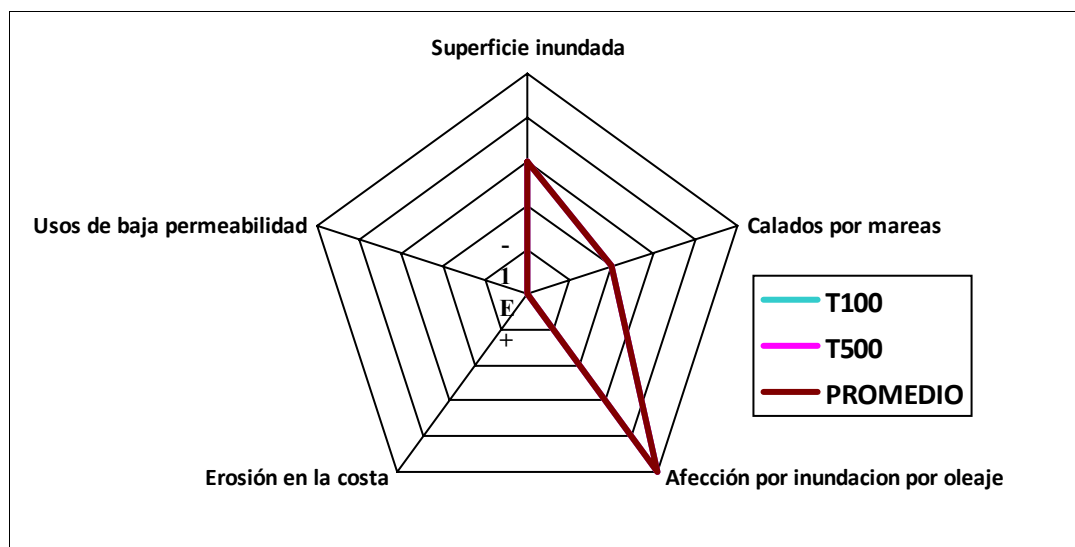 Superficie inundada
Usos de baja permeabilidad
Calados por mareas
-
1
E
+
T100
T500
PROMEDIO
Erosión en la costa
Afección por inundacion por oleaje